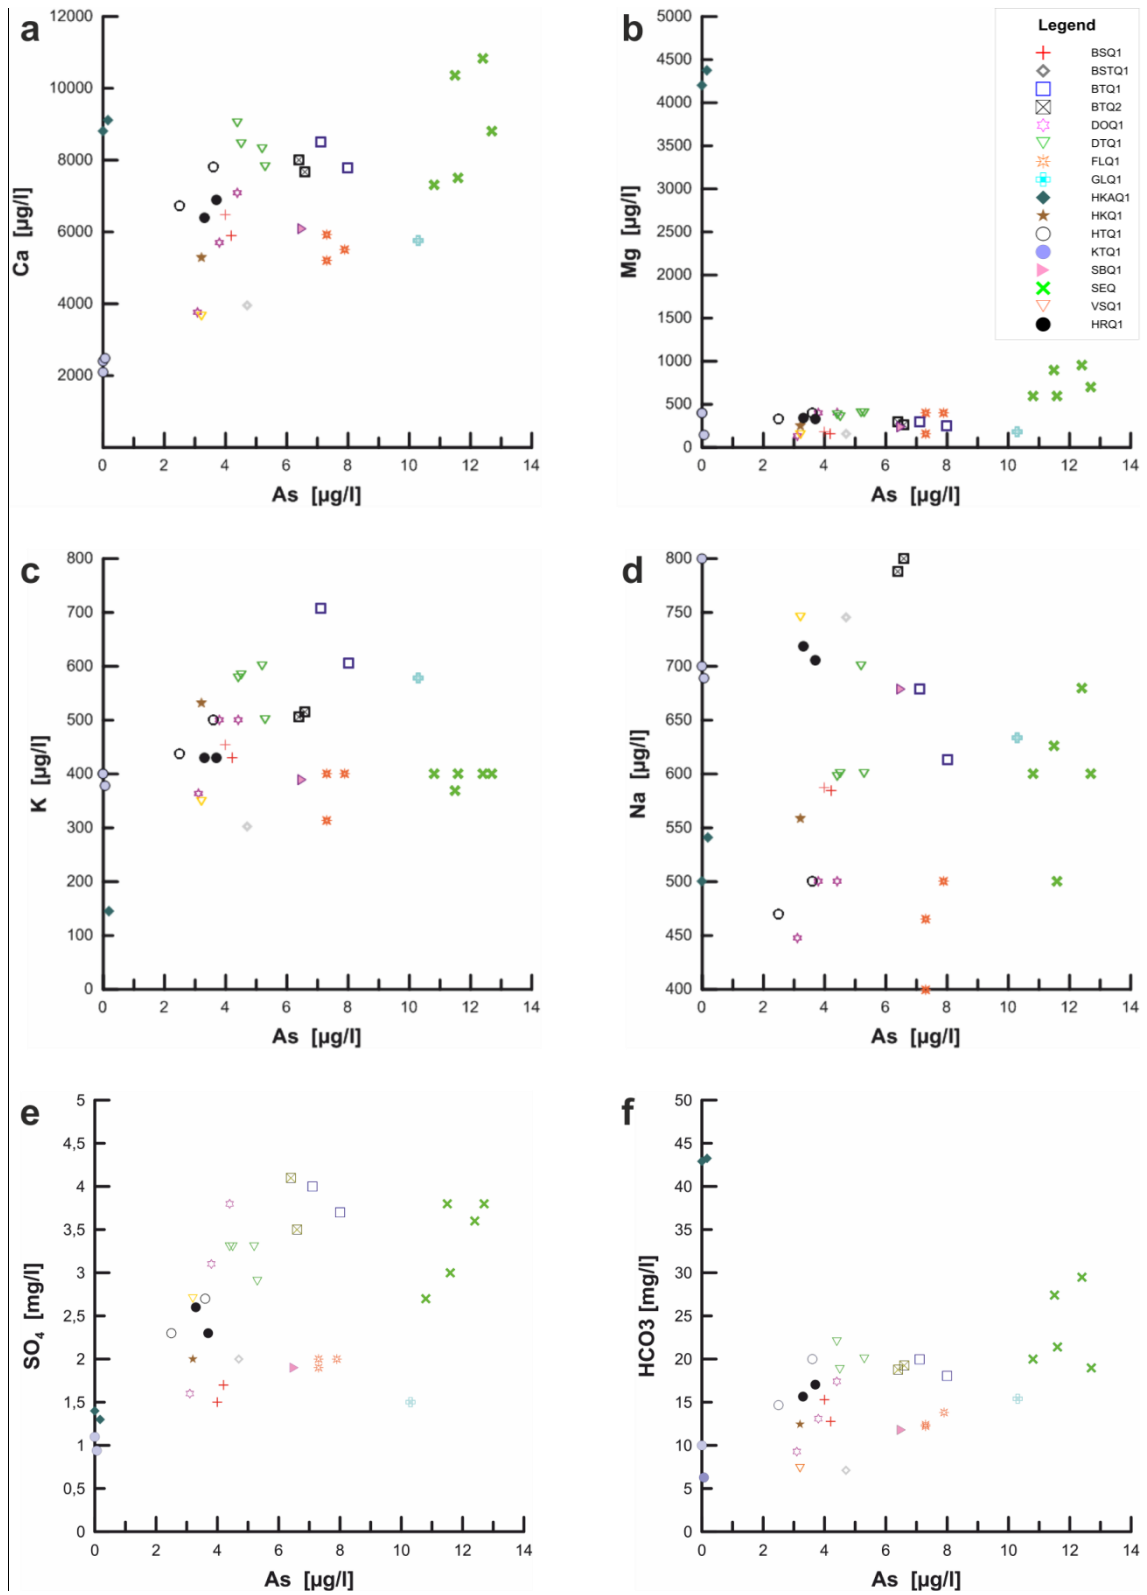 a
12000
10000
8000
6000
4000
2000
Ca [µg/l]
0 2 4 6 8 10 12 14
As [µg/l]
b
5000
4500
4000
3500
3000
2500
2000
1500
1000
500
0
Mg [µg/l]
0 2 4 6 8 10 12 14
As [µg/l]
Legend
BSQ1
BSTQ1
BTQ1
BTQ2
DOQ1
DTQ1
FLQ1
GLQ1
HKAQ1
HKQ1
HTQ1
KTQ1
SBQ1
SEQ
VSQ1
HRQ1
c
800
700
600
500
400
300
200
100
0
K [µg/l]
0 2 4 6 8 10 12 14
As [µg/l]
d
800
750
700
650
600
550
500
450
400
Na [µg/l]
0 2 4 6 8 10 12 14
As [µg/l]
e
5
4,5
4
3,5
3
2,5
2
1,5
1
0,5
0
SO₄ [mg/l]
0 2 4 6 8 10 12 14
As [µg/l]
f
50
45
40
35
30
25
20
15
10
5
0
HCO3 [mg/l]
0 2 4 6 8 10 12 14
As [µg/l]